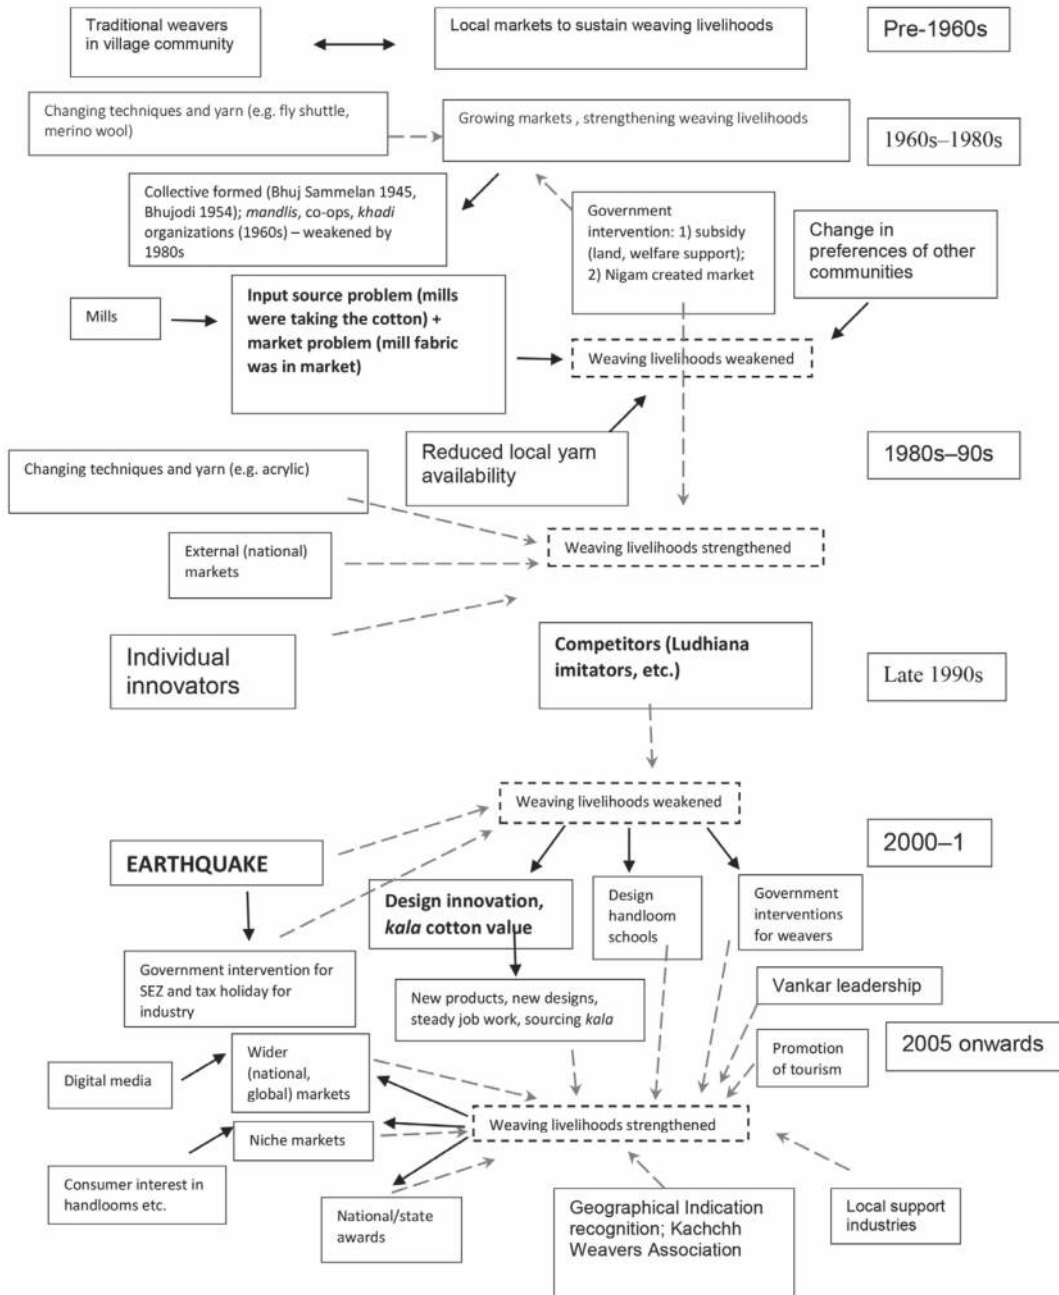 Traditional weavers
in village community
Local markets to sustain weaving livelihoods
Pre-1960s
Changing techniques and yarn (e.g. fly shuttle,
merino wool)
Growing markets , strengthening weaving livelihoods
1960s–1980s
Collective formed (Bhuj Sammelan 1945,
Bhujodi 1954); mandlis, co-ops, khadi
organizations (1960s) – weakened by
1980s
Government
intervention: 1) subsidy
(land, welfare support);
2) Nigam created market
Change in
preferences of other
communities
Mills
Input source problem (mills
were taking the cotton) +
market problem (mill fabric
was in market)
Weaving livelihoods weakened
Reduced local yarn
availability
1980s–90s
Changing techniques and yarn (e.g. acrylic)
External (national)
markets
Weaving livelihoods strengthened
Individual
innovators
Competitors (Ludhiana
imitators, etc.)
Late 1990s
Weaving livelihoods weakened
2000–1
EARTHQUAKE
Design innovation,
kala cotton value
Design
handloom
schools
Government
interventions
for weavers
Government intervention for
SEZ and tax holiday for
industry
New products, new designs,
steady job work, sourcing kala
Vankar leadership
2005 onwards
Digital media
Wider
(national,
global) markets
Promotion
of tourism
Niche markets
Weaving livelihoods strengthened
Consumer interest in
handlooms etc.
National/state
awards
Geographical Indication
recognition; Kachchh
Weavers Association
Local support
industries